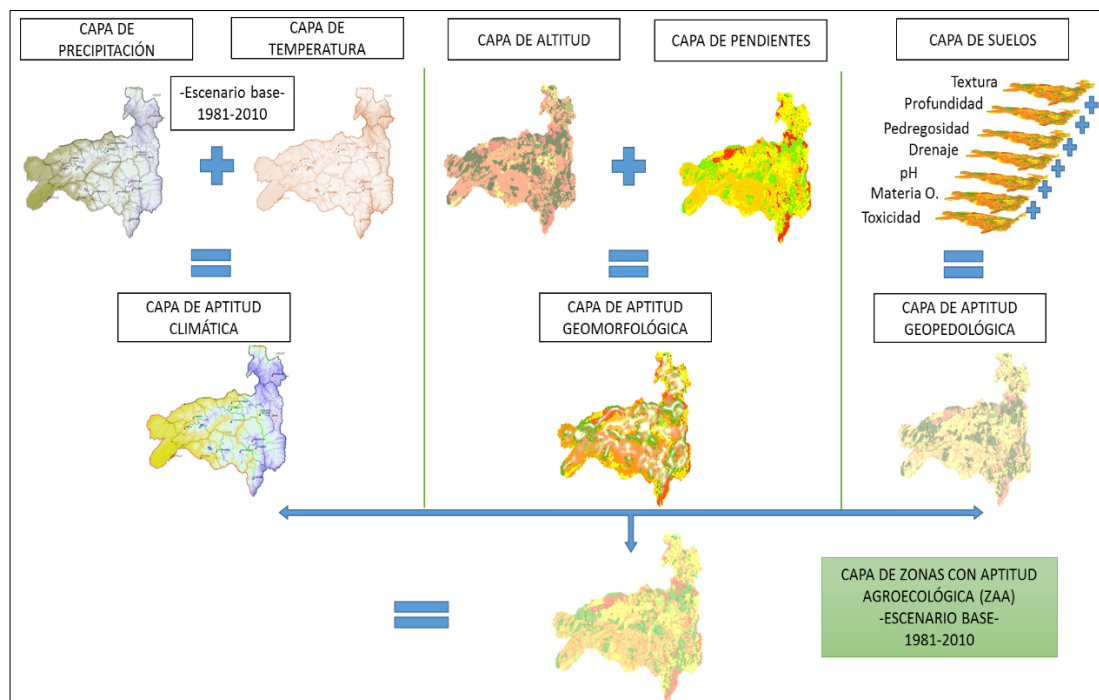 CAPA DE
PRECIPITACIÓN
CAPA DE
TEMPERATURA
-Escenario base-
1981-2010
CAPA DE ALTITUD
CAPA DE PENDIENTES
CAPA DE SUELOS
Textura
Profundidad
Pedregosidad
Drenaje
pH
Materia O.
Toxicidad
CAPA DE APTITUD
CLIMÁTICA
CAPA DE APTITUD
GEOMORFOLÓGICA
CAPA DE APTITUD
GEOPEDOLÓGICA
CAPA DE ZONAS CON APTITUD
AGROECOLÓGICA (ZAA)
-ESCENARIO BASE-
1981-2010